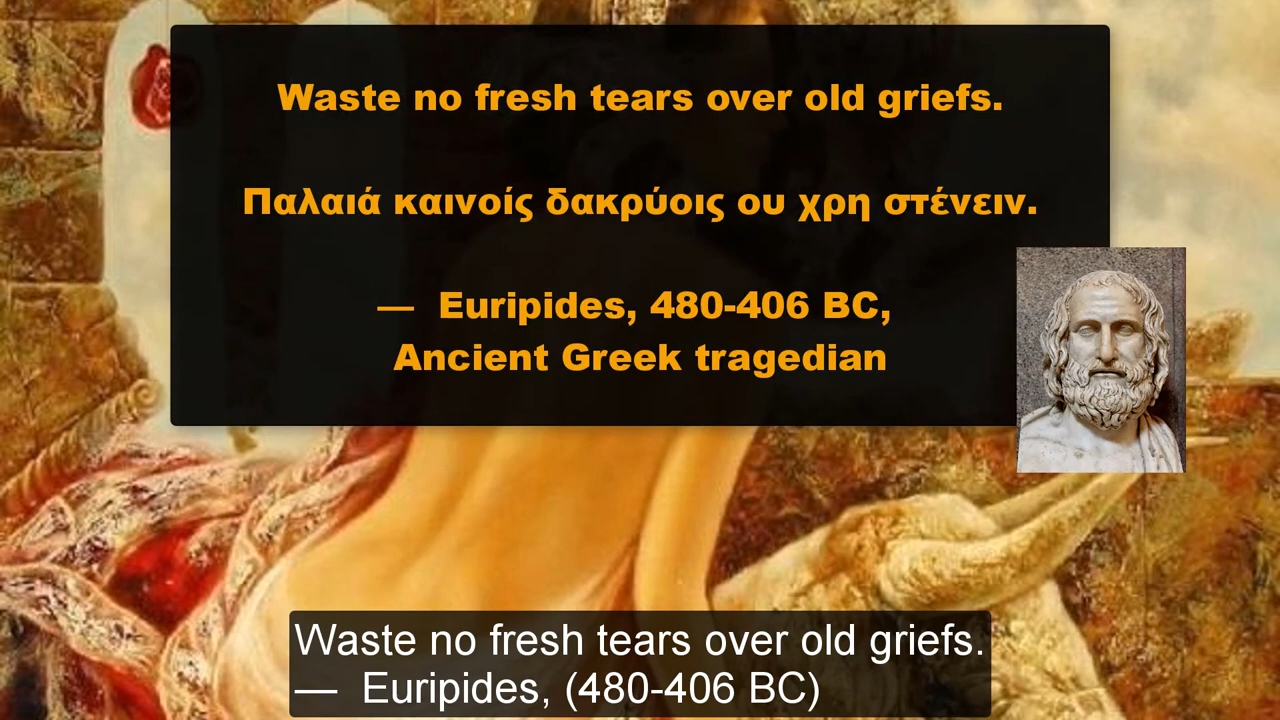 Waste no fresh tears over old griefs.
Παλαιά καινοίς δακρύοις ου χρη στένειν.
— Euripides, 480-406 BC,
Ancient Greek tragedian
Waste no fresh tears over old griefs.
— Euripides, (480-406 BC)